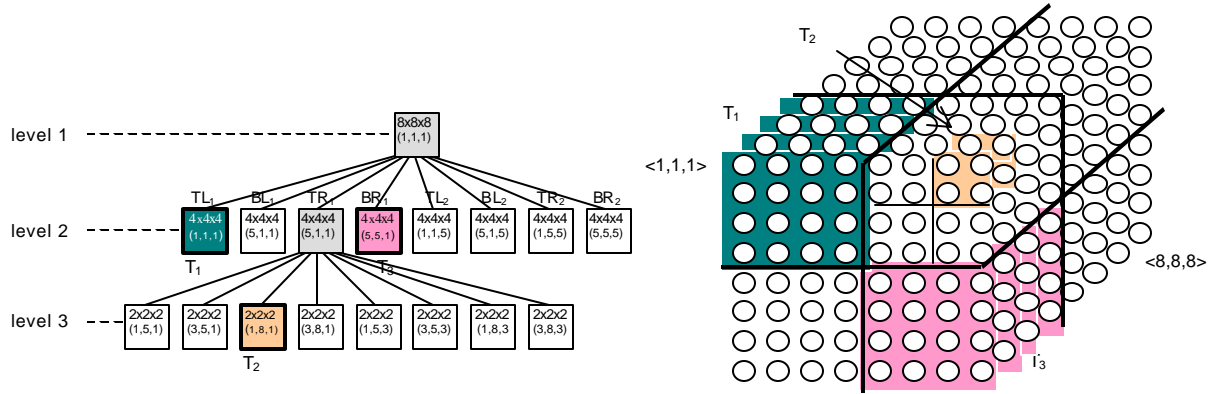 level 1
8x8x8
(1,1,1)
TL1 BL1 TR1 BR1 TL2 BL2 TR2 BR2
level 2
4x4x4 4x4x4 4x4x4 4x4x4 4x4x4 4x4x4 4x4x4 4x4x4
(1,1,1) (5,1,1) (5,1,1) (5,5,1) (1,1,5) (5,1,5) (1,5,5) (5,5,5)
T1 T3
level 3
2x2x2 2x2x2 2x2x2 2x2x2 2x2x2 2x2x2 2x2x2 2x2x2
(1,5,1) (3,5,1) (1,8,1) (3,8,1) (1,5,3) (3,5,3) (1,8,3 (3,8,3)
T2
T2
T1
<1,1,1>
<8,8,8>
T3